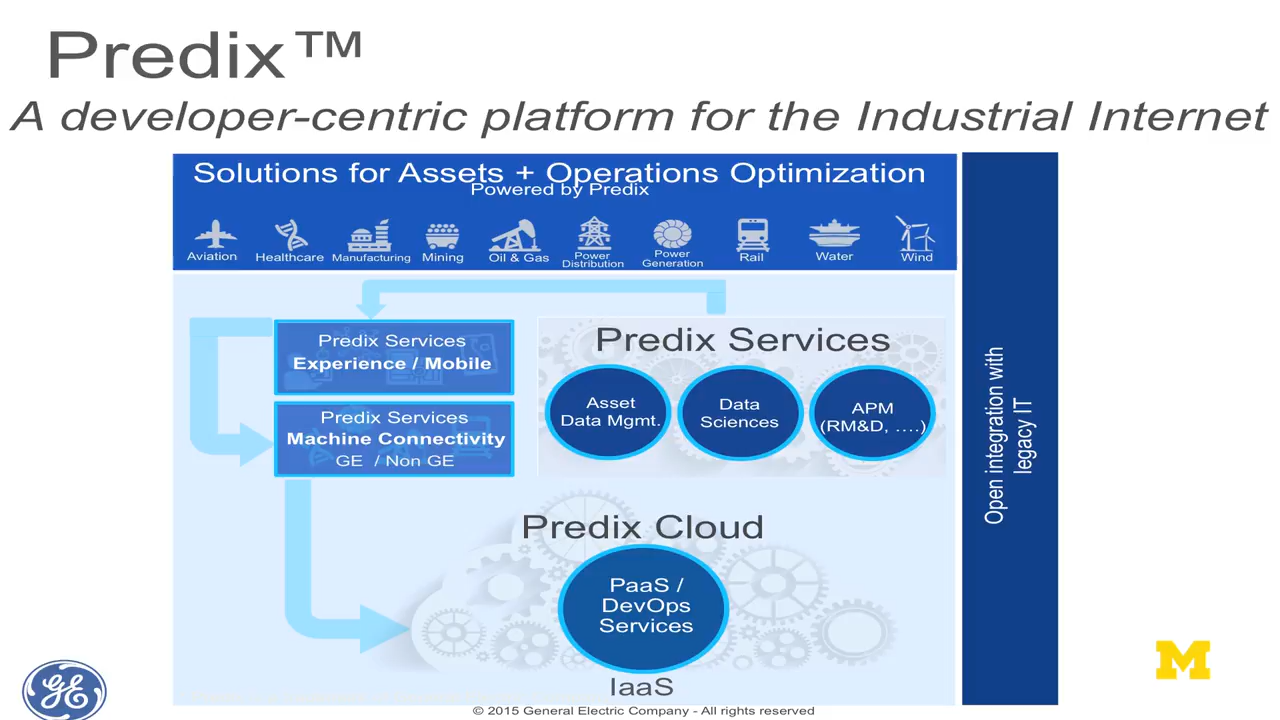 Predix™
A developer-centric platform for the Industrial Internet
Solutions for Assets + Operations Optimization
Powered by Predix
Aviation
Healthcare
Manufacturing
Mining
Oil & Gas
Power
Distribution
Power
Generation
Rail
Water
Wind
Predix Services
Experience / Mobile
Predix Services
Machine Connectivity
GE / Non GE
Predix Services
Asset
Data Mgmt.
Data
Sciences
APM
(RM&D, ….)
Predix Cloud
PaaS /
DevOps
Services
IaaS
Open integration with
legacy IT
GE
M
© 2015 General Electric Company - All rights reserved